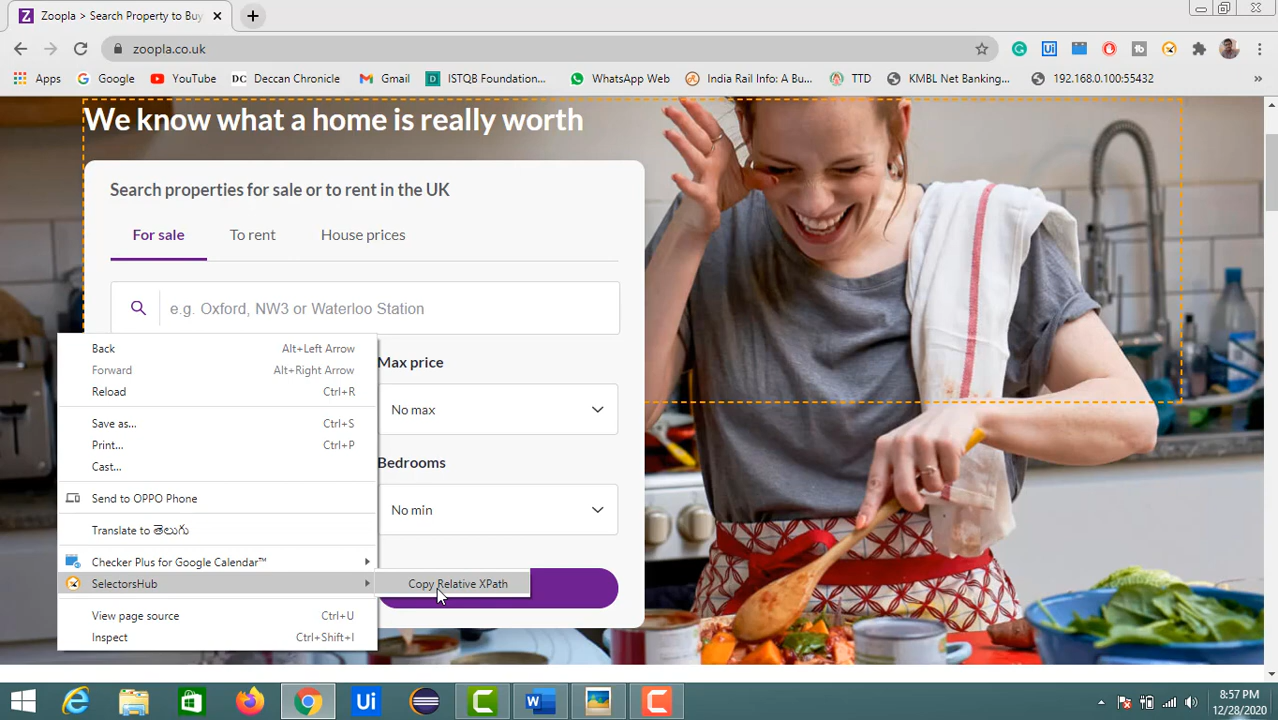 Zoopla > Search Property to Buy
zoopla.co.uk
Apps Google YouTube DC Deccan Chronicle Gmail ISTQB Foundation... WhatsApp Web India Rail Info: A Bu... TTD KMBL Net Banking... 192.168.0.100:55432 »
We know what a home is really worth
Search properties for sale or to rent in the UK
For sale To rent House prices
e.g. Oxford, NW3 or Waterloo Station
Back Alt+Left Arrow
Forward Alt+Right Arrow
Reload Ctrl+R
Save as... Ctrl+S
Print... Ctrl+P
Cast...
Send to OPPO Phone
Translate to తెలుగు
Checker Plus for Google Calendar™
SelectorsHub
View page source Ctrl+U
Inspect Ctrl+Shift+I
Max price
No max
Bedrooms
No min
Copy Relative XPath
8:57 PM
12/28/2020